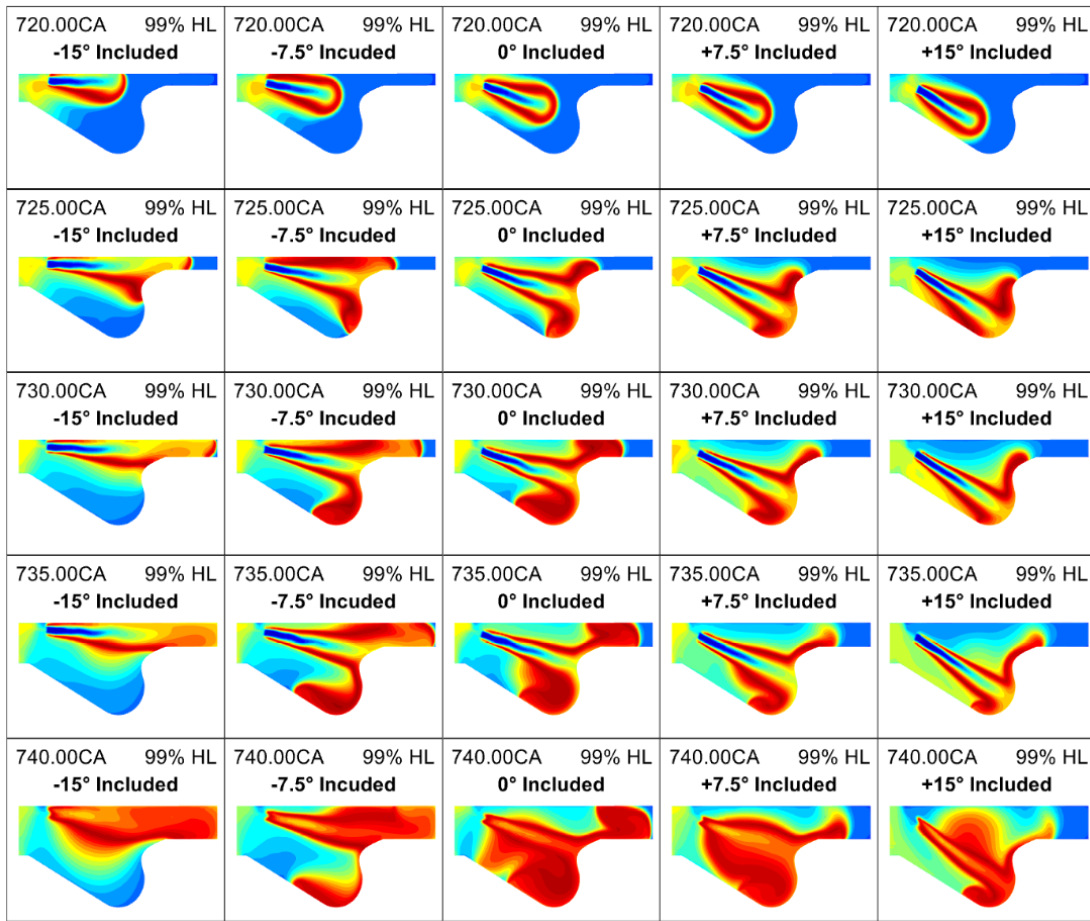 720.00CA 99% HL 720.00CA 99% HL 720.00CA 99% HL 720.00CA 99% HL 720.00CA 99% HL
-15° Included -7.5° Incuded 0° Included +7.5° Included +15° Included
725.00CA 99% HL 725.00CA 99% HL 725.00CA 99% HL 725.00CA 99% HL 725.00CA 99% HL
-15° Included -7.5° Incuded 0° Included +7.5° Included +15° Included
730.00CA 99% HL 730.00CA 99% HL 730.00CA 99% HL 730.00CA 99% HL 730.00CA 99% HL
-15° Included -7.5° Incuded 0° Included +7.5° Included +15° Included
735.00CA 99% HL 735.00CA 99% HL 735.00CA 99% HL 735.00CA 99% HL 735.00CA 99% HL
-15° Included -7.5° Incuded 0° Included +7.5° Included +15° Included
740.00CA 99% HL 740.00CA 99% HL 740.00CA 99% HL 740.00CA 99% HL 740.00CA 99% HL
-15° Included -7.5° Incuded 0° Included +7.5° Included +15° Included